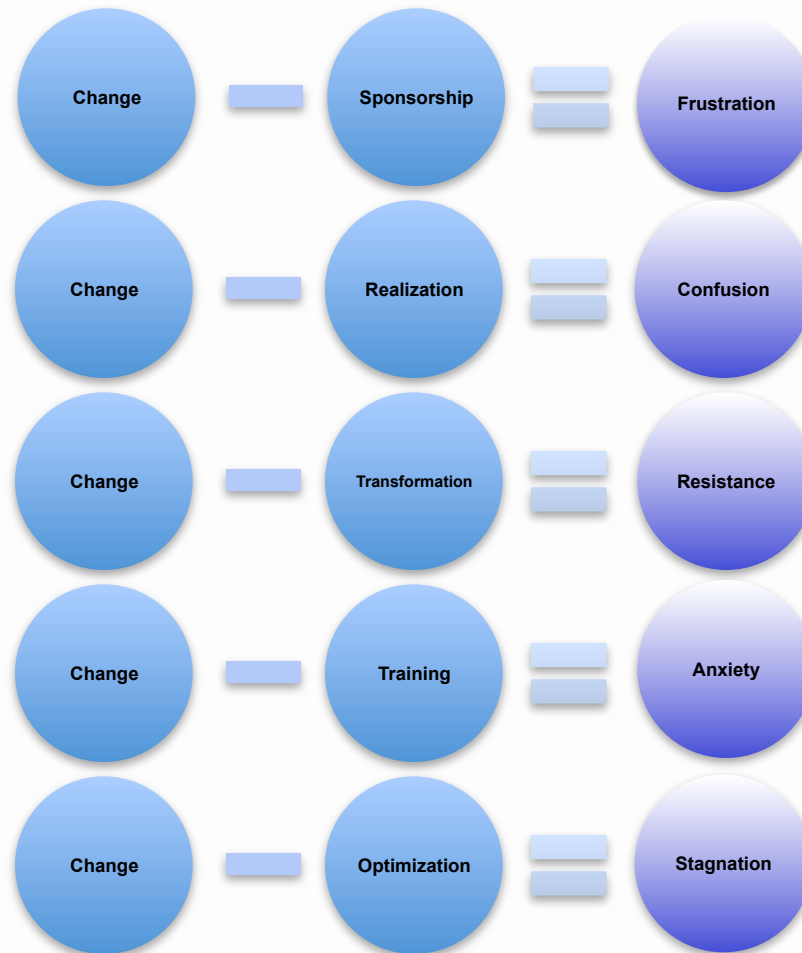 Change Sponsorship Frustration
Change Realization Confusion
Change Transformation Resistance
Change Training Anxiety
Change Optimization Stagnation